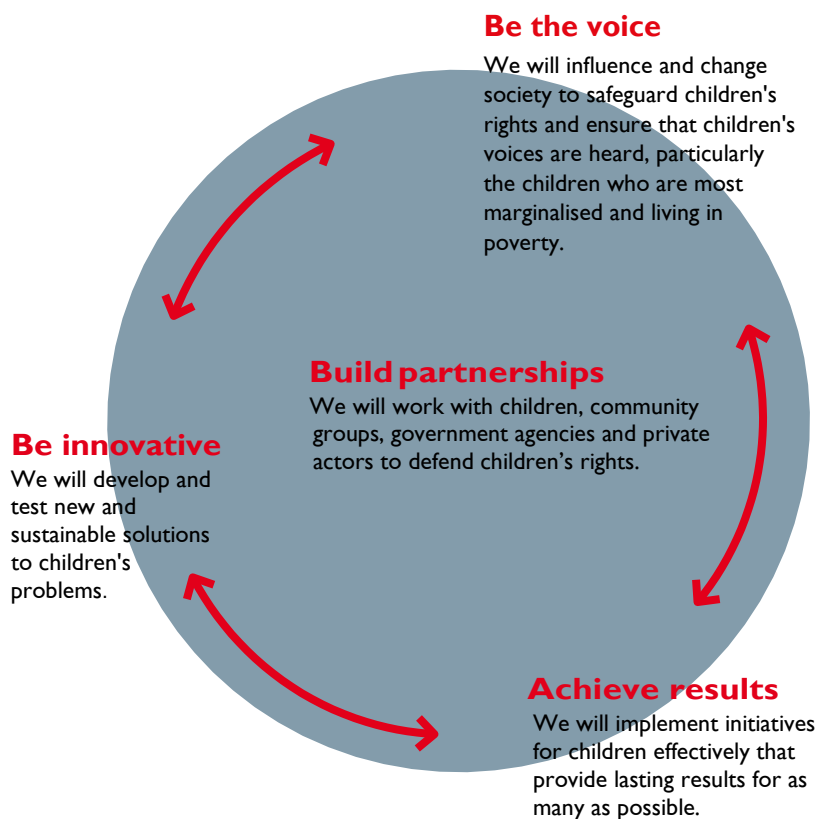 Be the voice
We will influence and change
society to safeguard children's
rights and ensure that children's
voices are heard, particularly
the children who are most
marginalised and living in
poverty.
Build partnerships
We will work with children, community
groups, government agencies and private
actors to defend children’s rights.
Be innovative
We will develop and
test new and
sustainable solutions
to children's
problems.
Achieve results
We will implement initiatives
for children effectively that
provide lasting results for as
many as possible.